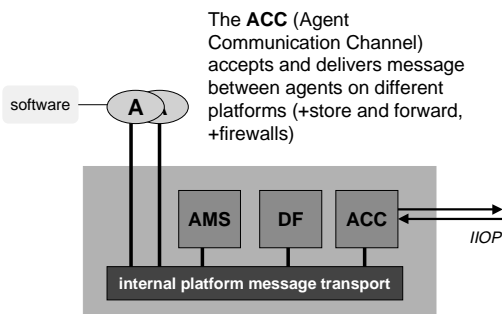 The ACC (Agent
Communication Channel)
accepts and delivers message
between agents on different
platforms (+store and forward,
+firewalls)
software
A
A
AMS
DF
ACC
IIOP
internal platform message transport